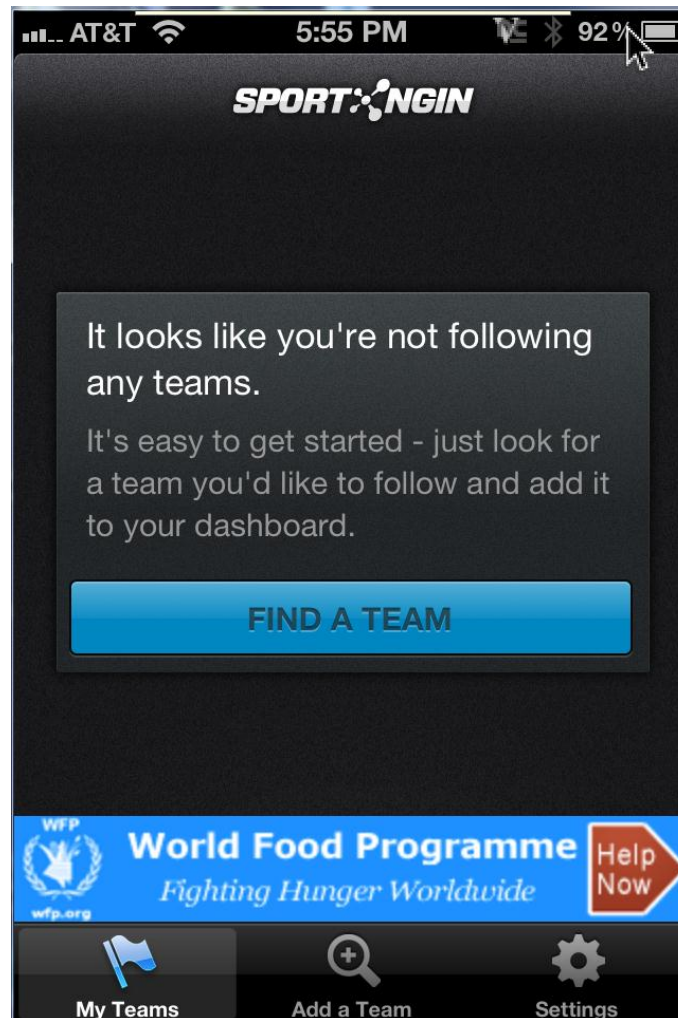 AT&T 5:55 PM 92%
SPORT NGIN
It looks like you're not following
any teams.
It's easy to get started - just look for
a team you'd like to follow and add it
to your dashboard.
FIND A TEAM
WFP
wfp.org
World Food Programme
Fighting Hunger Worldwide
Help
Now
My Teams Add a Team Settings